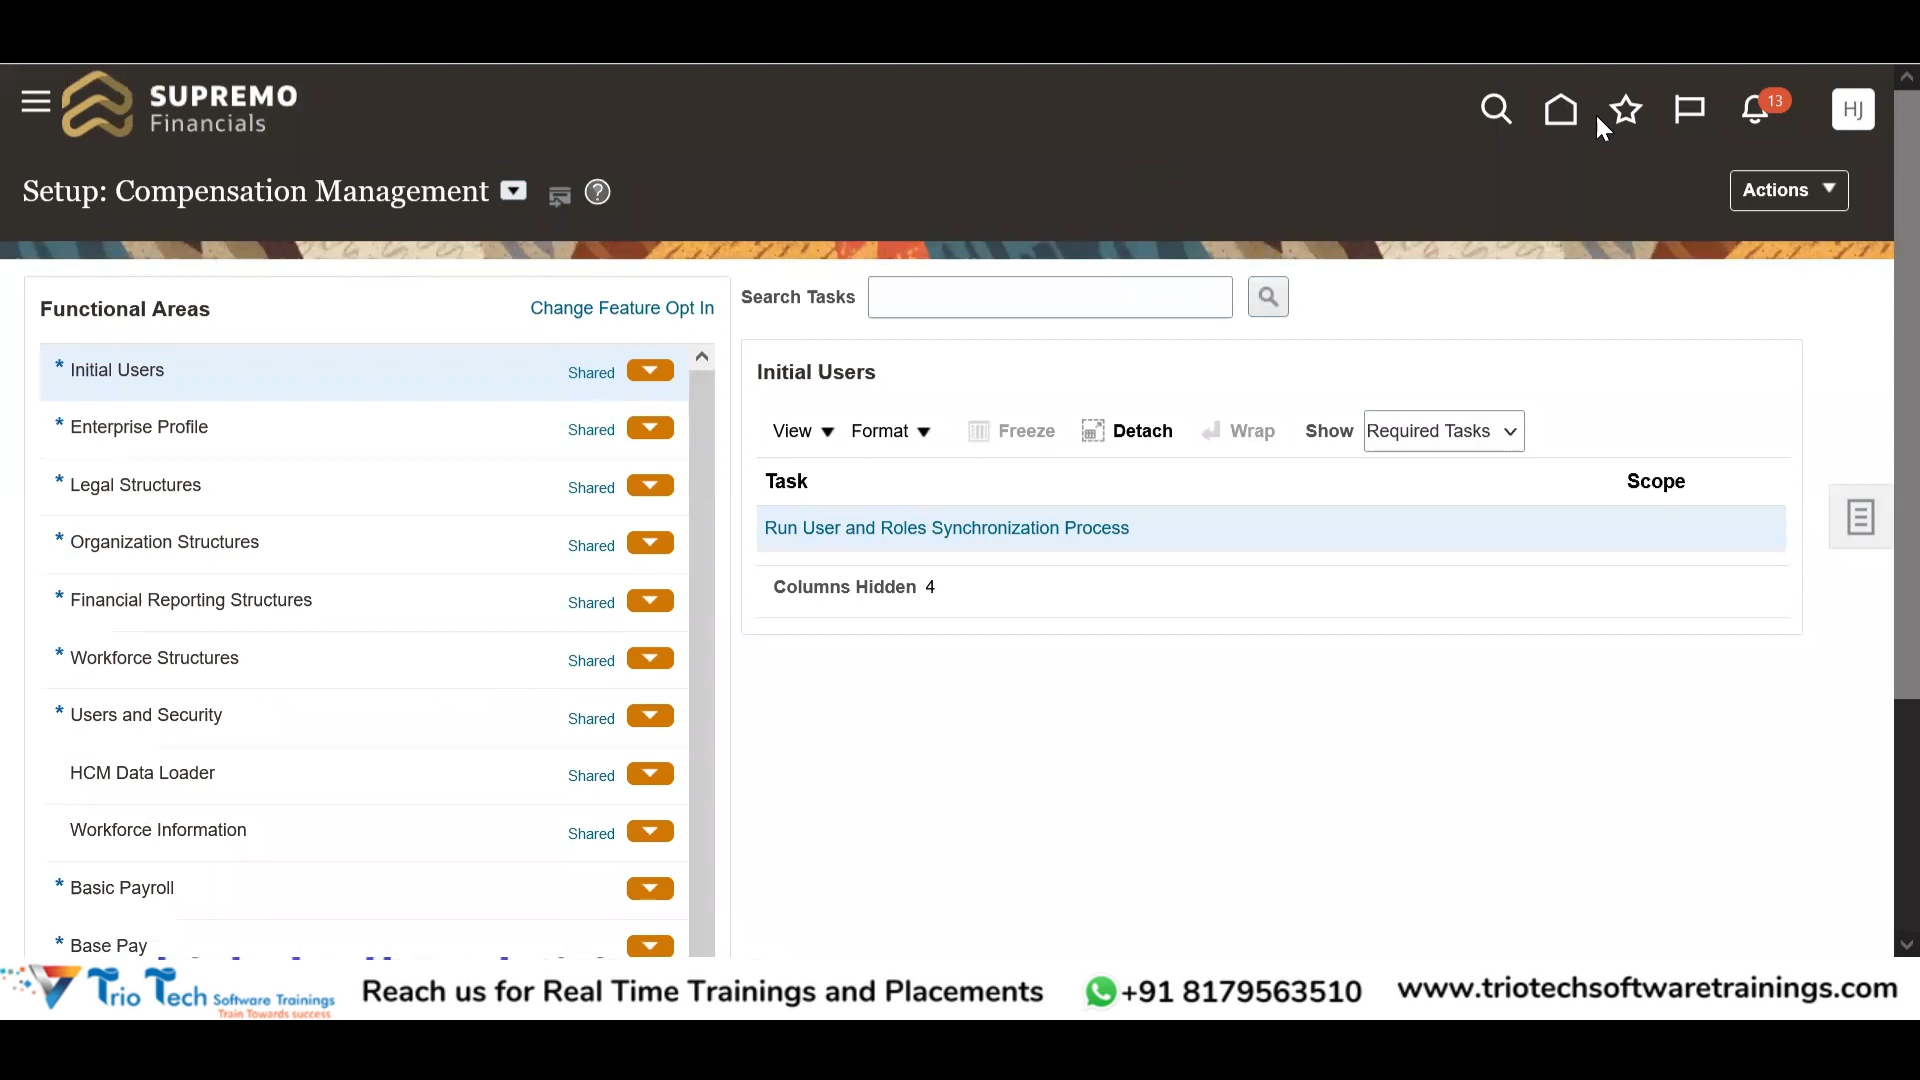 SUPREMO
Financials
13
HJ
Setup: Compensation Management
Actions
Functional Areas
Change Feature Opt In
* Initial Users Shared
* Enterprise Profile Shared
* Legal Structures Shared
* Organization Structures Shared
* Financial Reporting Structures Shared
* Workforce Structures Shared
* Users and Security Shared
HCM Data Loader Shared
Workforce Information Shared
* Basic Payroll
* Base Pay
Search Tasks
Initial Users
View Format Freeze Detach Wrap Show Required Tasks
Task Scope
Run User and Roles Synchronization Process
Columns Hidden 4
Trio Tech Software Trainings
Train Towards success
Reach us for Real Time Trainings and Placements
+91 8179563510
www.triotechsoftwaretrainings.com